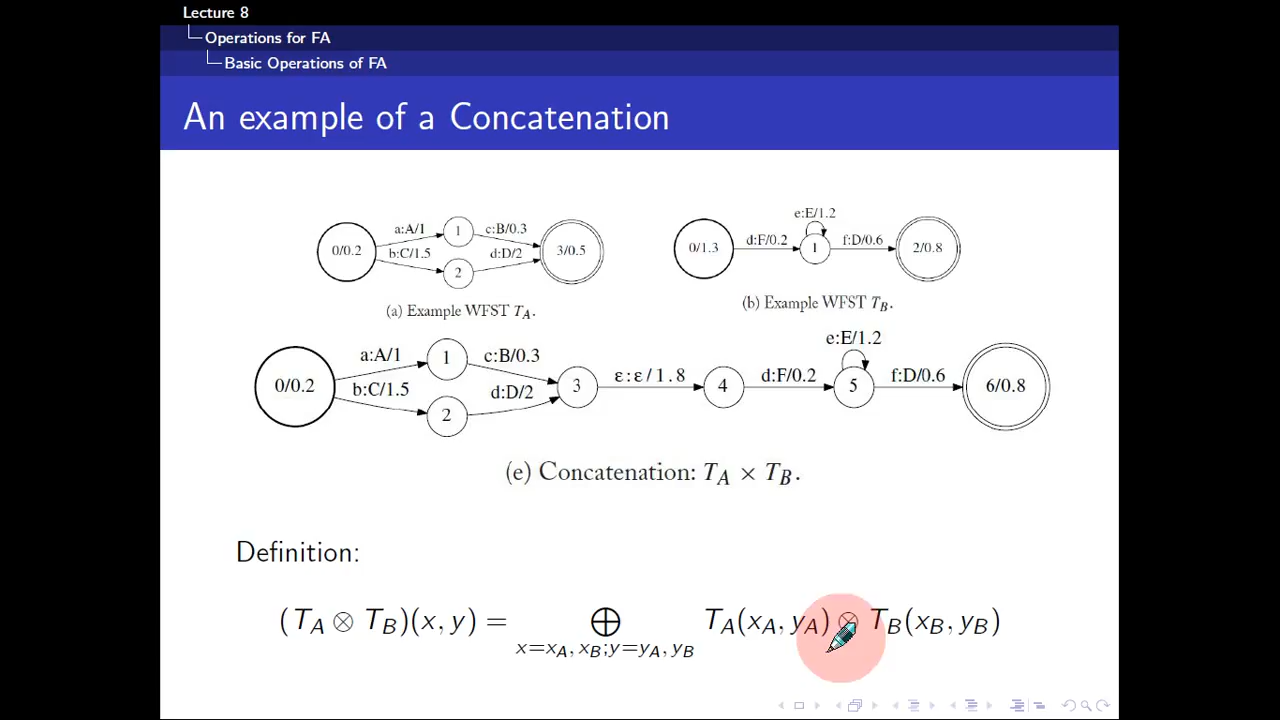 Lecture 8
Operations for FA
Basic Operations of FA
An example of a Concatenation
0/0.2 a:A/1 1 c:B/0.3 b:C/1.5 2 d:D/2 3/0.5
(a) Example WFST T_A.
0/1.3 d:F/0.2 e:E/1.2 1 f:D/0.6 2/0.8
(b) Example WFST T_B.
0/0.2 a:A/1 1 c:B/0.3 b:C/1.5 2 d:D/2 3 ε:ε/1.8 4 d:F/0.2 e:E/1.2 5 f:D/0.6 6/0.8
(e) Concatenation: T_A × T_B.
Definition:
(T_A ⊗ T_B)(x, y) = ⊕ T_A(x_A, y_A) ⊗ T_B(x_B, y_B)
x=x_A, x_B;y=y_A, y_B